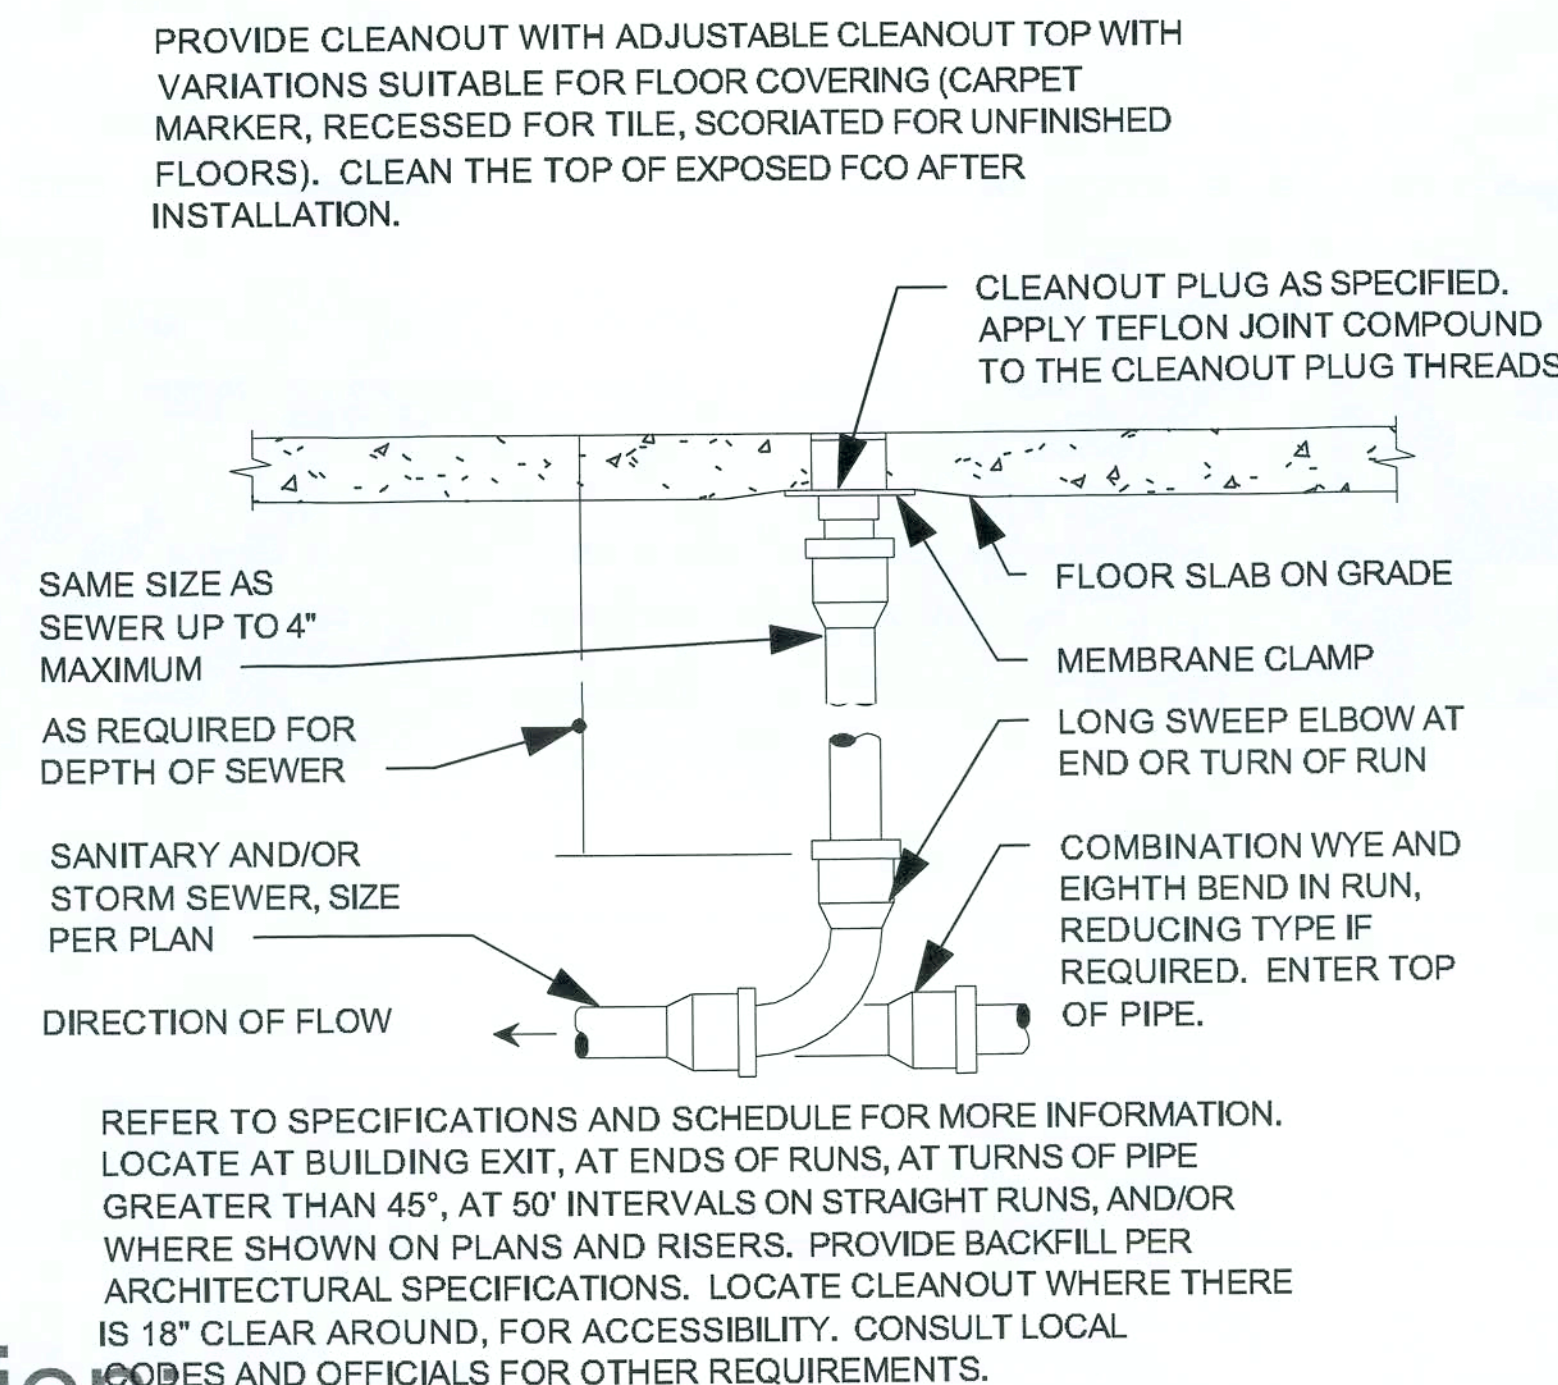 PROVIDE CLEANOUT WITH ADJUSTABLE CLEANOUT TOP WITH
VARIATIONS SUITABLE FOR FLOOR COVERING (CARPET
MARKER, RECESSED FOR TILE, SCORIATED FOR UNFINISHED
FLOORS). CLEAN THE TOP OF EXPOSED FCO AFTER
INSTALLATION.
CLEANOUT PLUG AS SPECIFIED.
APPLY TEFLON JOINT COMPOUND
TO THE CLEANOUT PLUG THREADS
FLOOR SLAB ON GRADE
SAME SIZE AS
SEWER UP TO 4"
MAXIMUM
MEMBRANE CLAMP
AS REQUIRED FOR
DEPTH OF SEWER
LONG SWEEP ELBOW AT
END OR TURN OF RUN
SANITARY AND/OR
STORM SEWER, SIZE
PER PLAN
COMBINATION WYE AND
EIGHTH BEND IN RUN,
REDUCING TYPE IF
REQUIRED. ENTER TOP
OF PIPE.
DIRECTION OF FLOW
REFER TO SPECIFICATIONS AND SCHEDULE FOR MORE INFORMATION.
LOCATE AT BUILDING EXIT, AT ENDS OF RUNS, AT TURNS OF PIPE
GREATER THAN 45°, AT 50' INTERVALS ON STRAIGHT RUNS, AND/OR
WHERE SHOWN ON PLANS AND RISERS. PROVIDE BACKFILL PER
ARCHITECTURAL SPECIFICATIONS. LOCATE CLEANOUT WHERE THERE
IS 18" CLEAR AROUND, FOR ACCESSIBILITY. CONSULT LOCAL
CODES AND OFFICIALS FOR OTHER REQUIREMENTS.